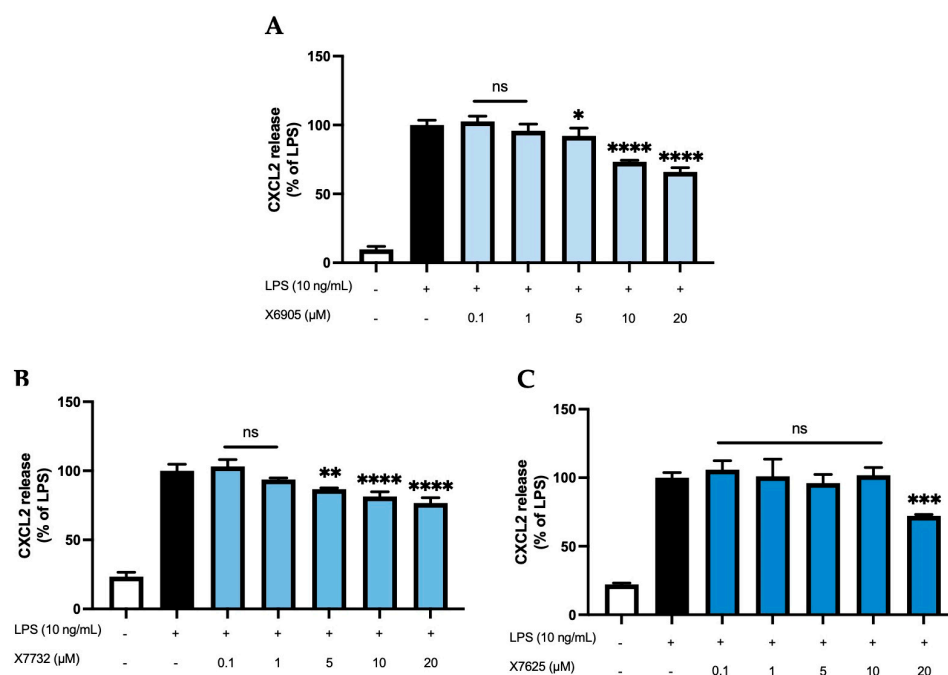 A
CXCL2 release
(% of LPS)
150
100
50
0
ns
*
****
****
LPS (10 ng/mL) - + + + + + +
X6905 (μM) - - 0.1 1 5 10 20
B
CXCL2 release
(% of LPS)
150
100
50
0
ns
**
****
****
LPS (10 ng/mL) - + + + + + +
X7732 (μM) - - 0.1 1 5 10 20
C
CXCL2 release
(% of LPS)
150
100
50
0
ns
***
LPS (10 ng/mL) - + + + + + +
X7625 (μM) - - 0.1 1 5 10 20